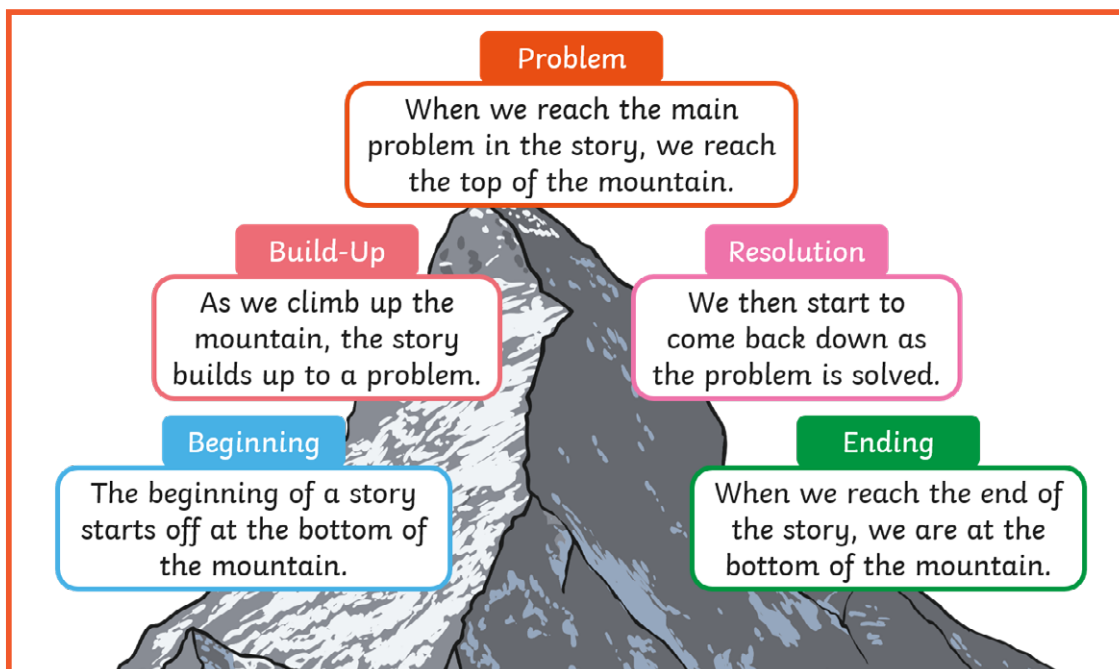 Problem
When we reach the main
problem in the story, we reach
the top of the mountain.
Build-Up
As we climb up the
mountain, the story
builds up to a problem.
Resolution
We then start to
come back down as
the problem is solved.
Beginning
The beginning of a story
starts off at the bottom of
the mountain.
Ending
When we reach the end of
the story, we are at the
bottom of the mountain.